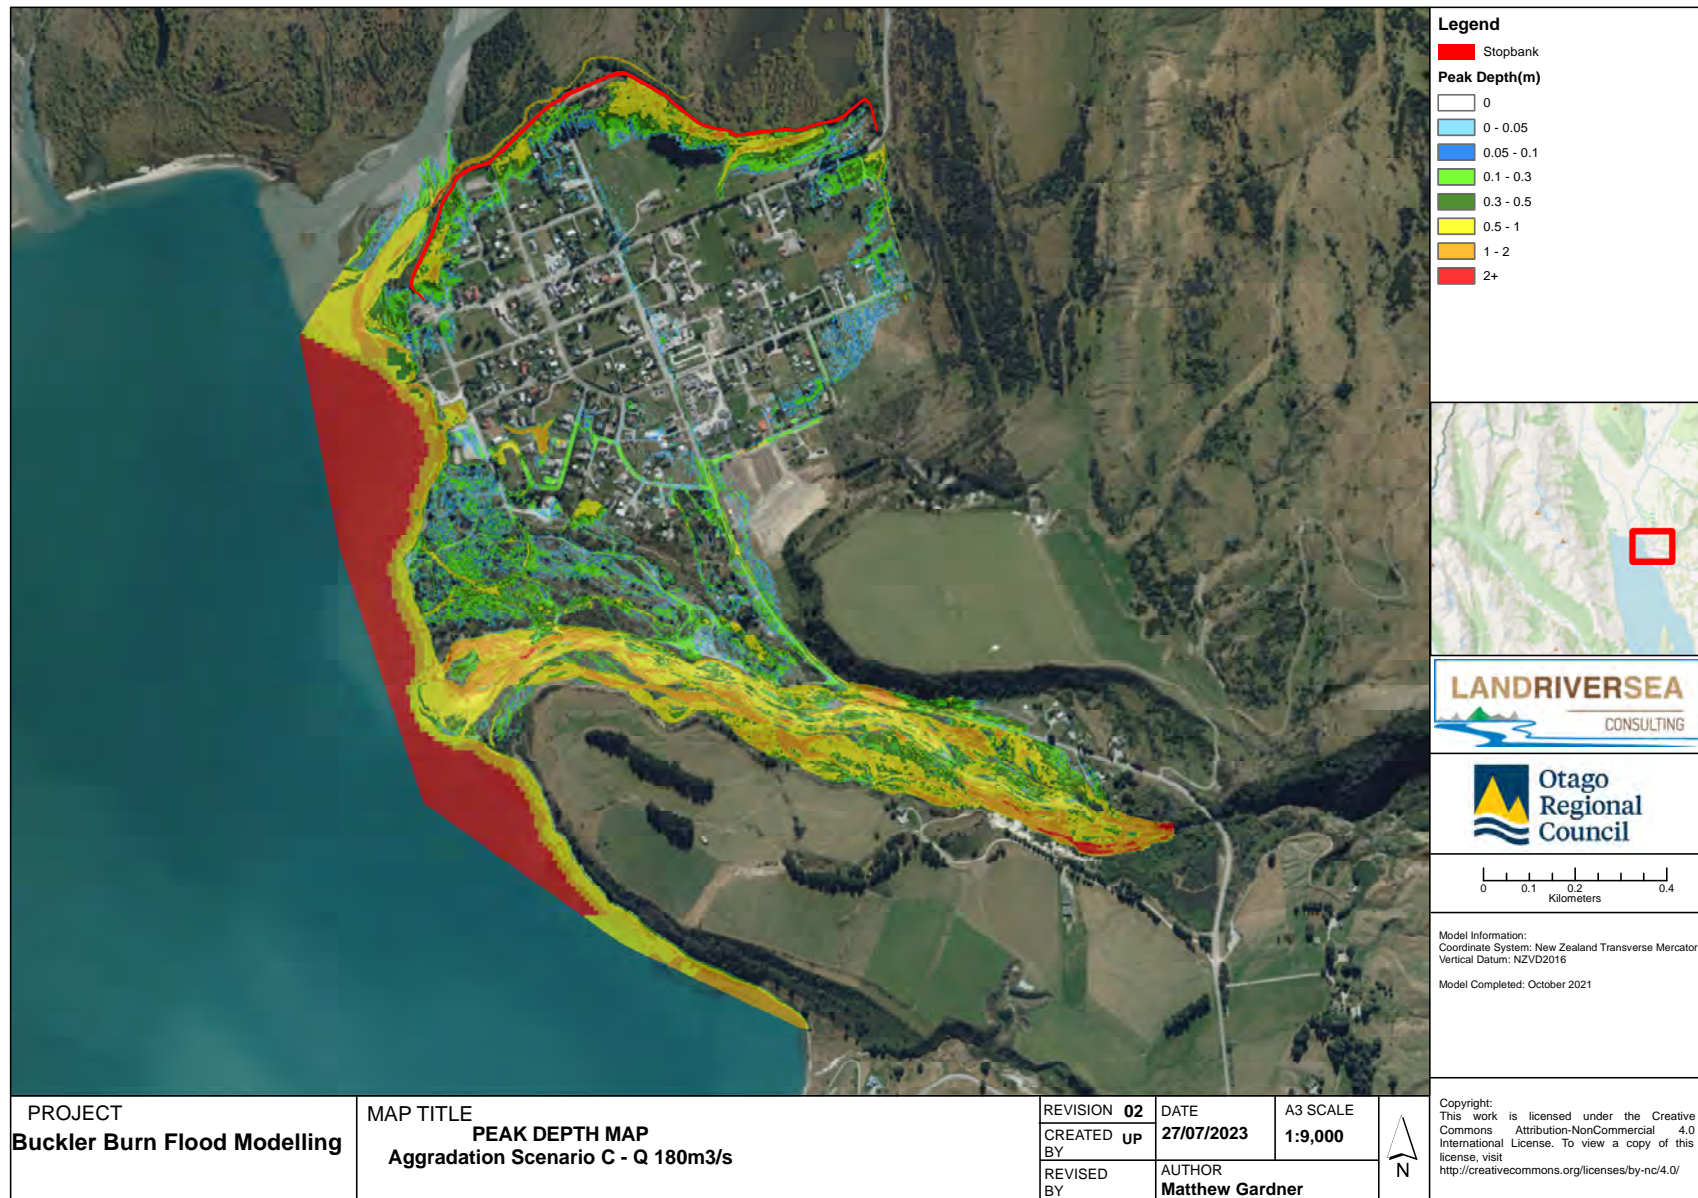 Legend
Stopbank
Peak Depth(m)
0
0 - 0.05
0.05 - 0.1
0.1 - 0.3
0.3 - 0.5
0.5 - 1
1 - 2
2+
LANDRIVERSEA
CONSULTING
Otago
Regional
Council
0 0.1 0.2 0.4
Kilometers
Model Information:
Coordinate System: New Zealand Transverse Mercator
Vertical Datum: NZVD2016
Model Completed: October 2021
Copyright:
This work is licensed under the Creative
Commons Attribution-NonCommercial 4.0
International License. To view a copy of this
license, visit
http://creativecommons.org/licenses/by-nc/4.0/
PROJECT
Buckler Burn Flood Modelling
MAP TITLE
PEAK DEPTH MAP
Aggradation Scenario C - Q 180m3/s
REVISION 02
CREATED BY UP
REVISED BY
DATE
27/07/2023
A3 SCALE
1:9,000
AUTHOR
Matthew Gardner
N